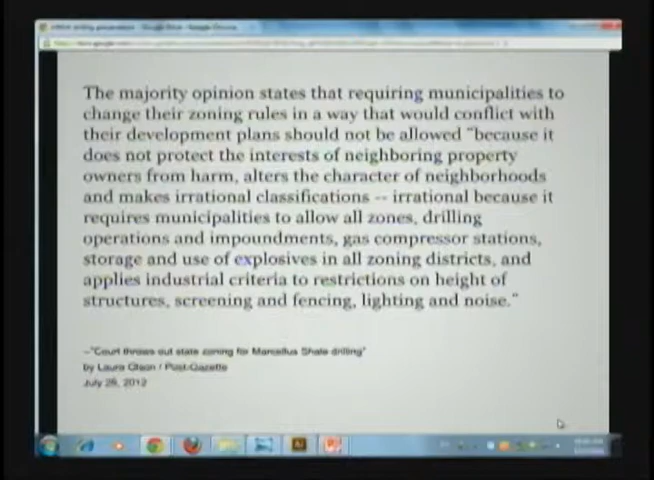 The majority opinion states that requiring municipalities to
change their zoning rules in a way that would conflict with
their development plans should not be allowed "because it
does not protect the interests of neighboring property
owners from harm, alters the character of neighborhoods
and makes irrational classifications -- irrational because it
requires municipalities to allow all zones, drilling
operations and impoundments, gas compressor stations,
storage and use of explosives in all zoning districts, and
applies industrial criteria to restrictions on height of
structures, screening and fencing, lighting and noise."
--"Court throws out state zoning for Marcellus Shale drilling"
by Laura Olson / Post-Gazette
July 26, 2012